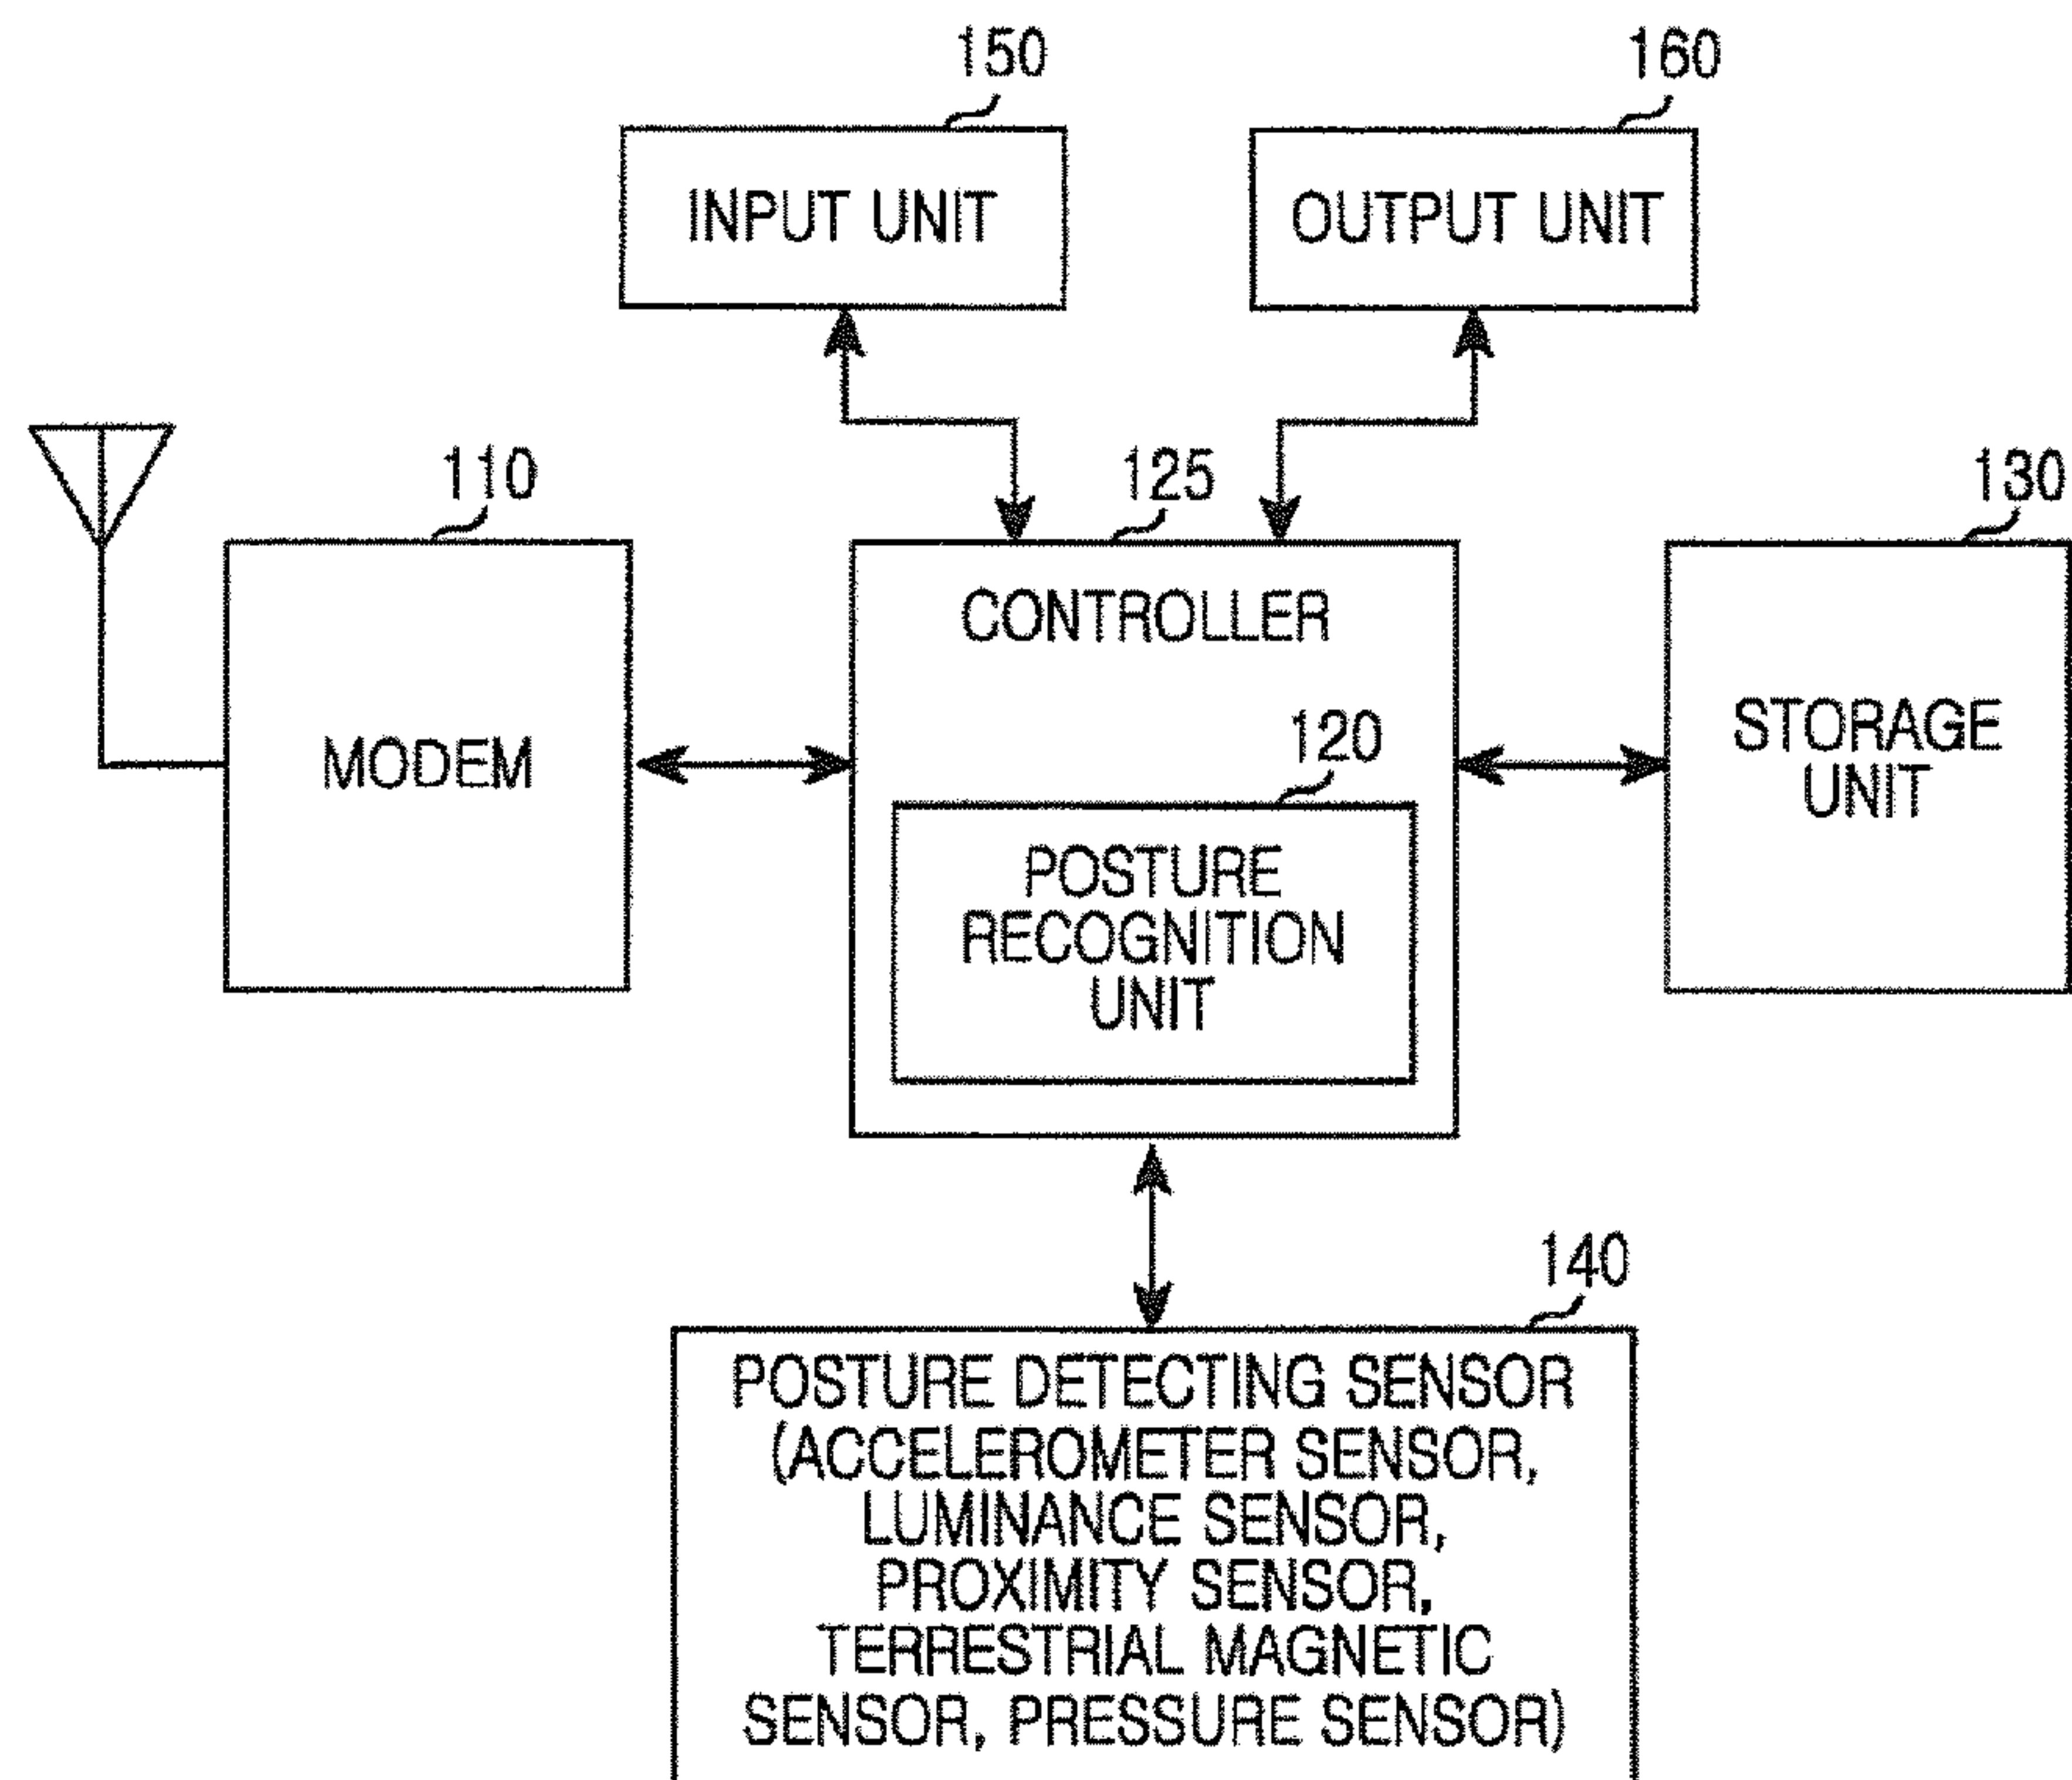 150
160
INPUT UNIT
OUTPUT UNIT
110
125
130
CONTROLLER
MODEM
120
STORAGE
UNIT
POSTURE
RECOGNITION
UNIT
140
POSTURE DETECTING SENSOR
(ACCELEROMETER SENSOR,
LUMINANCE SENSOR,
PROXIMITY SENSOR,
TERRESTRIAL MAGNETIC
SENSOR, PRESSURE SENSOR)